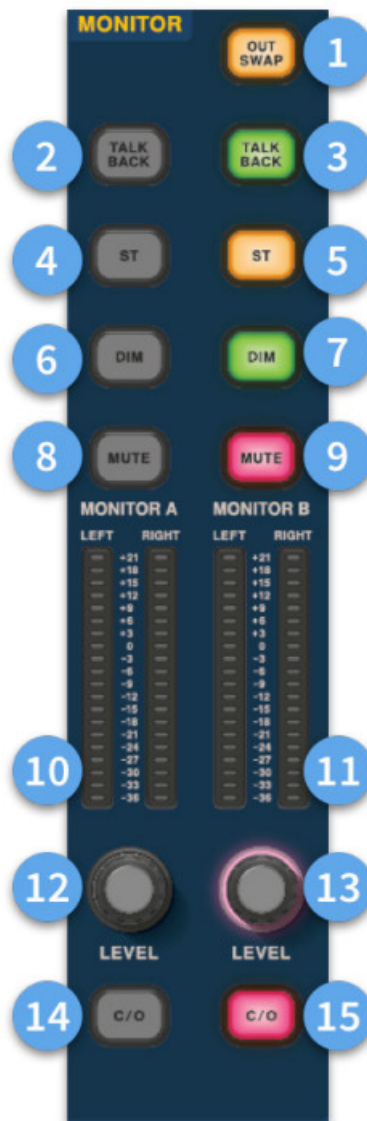 MONITOR
OUT
SWAP
1
2
TALK
BACK
TALK
BACK
3
4
ST
ST
5
6
DIM
DIM
7
8
MUTE
MUTE
9
MONITOR A
MONITOR B
LEFT
RIGHT
LEFT
RIGHT
+21
+21
+18
+18
+15
+15
+12
+12
+9
+9
+6
+6
+3
+3
0
0
-3
-3
-6
-6
-9
-9
-12
-12
-15
-15
-18
-18
-21
-21
-24
-24
-27
-27
-30
-30
-33
-33
-36
-36
10
11
12
13
LEVEL
LEVEL
14
C/O
C/O
15